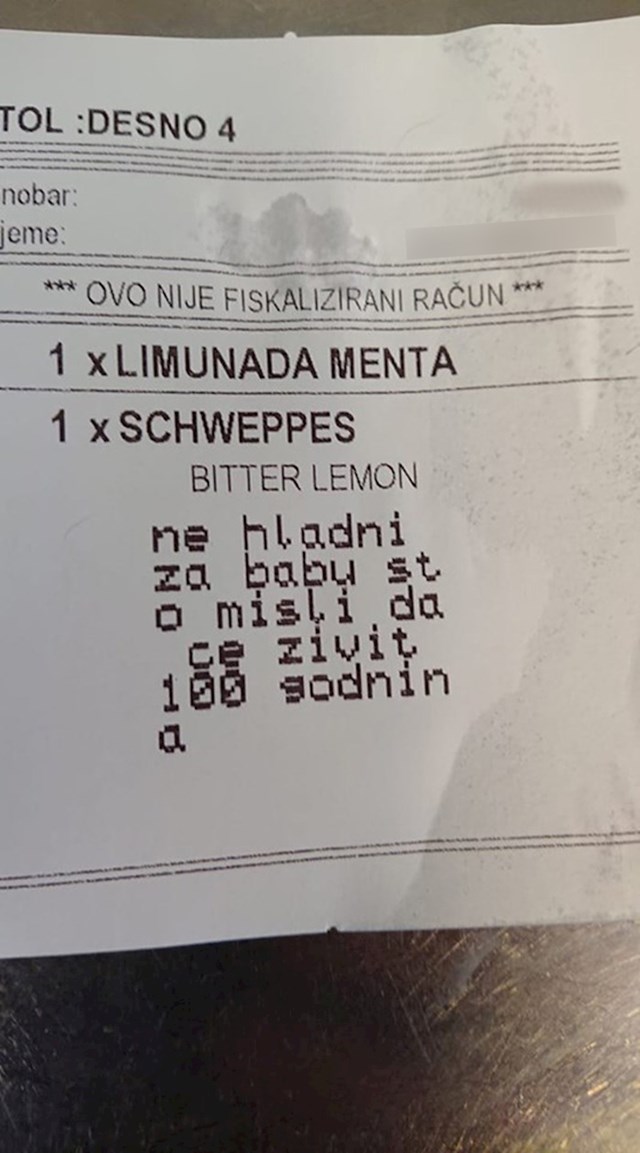 TOL :DESNO 4
nobar:
jeme:
*** OVO NIJE FISKALIZIRANI RAČUN ***
1 x LIMUNADA MENTA
1 x SCHWEPPES
BITTER LEMON
ne hladni
za babu st
o misli da
ce zivit
100 godnin
a